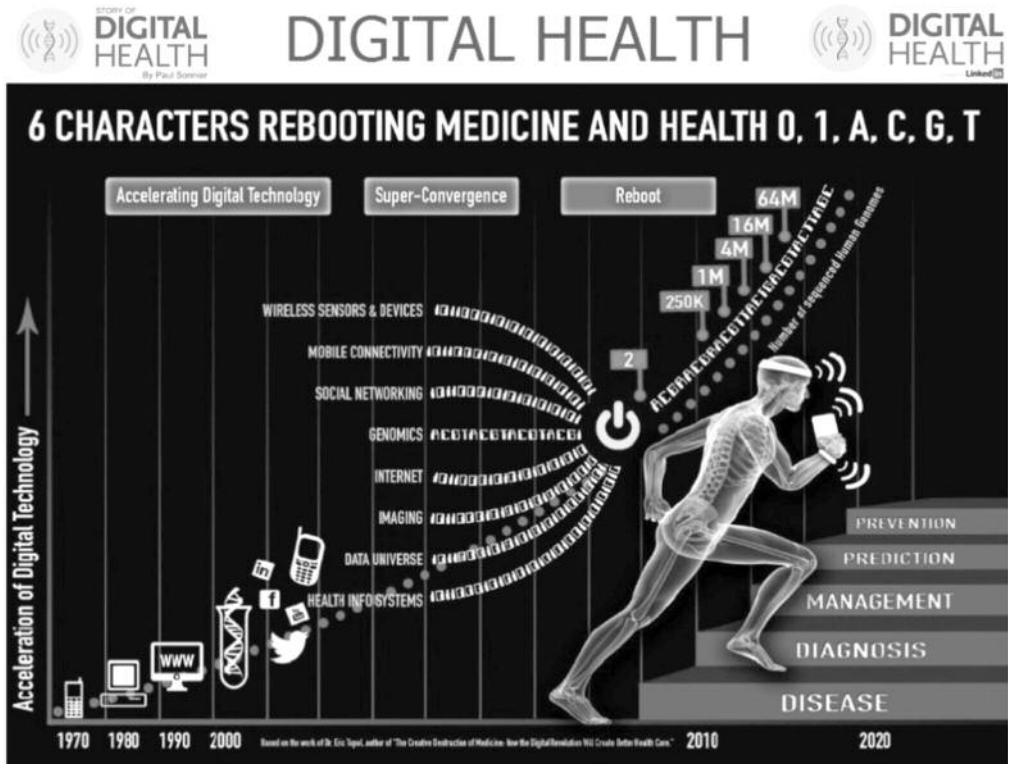 STORY OF
DIGITAL
HEALTH
By Paul Sonnier
DIGITAL HEALTH
DIGITAL
HEALTH
Linked in
6 CHARACTERS REBOOTING MEDICINE AND HEALTH 0, 1, A, C, G, T
Accelerating Digital Technology
Super-Convergence
Reboot
64M
16M
4M
1M
250K
2
Number of sequenced Human Genomes
WIRELESS SENSORS & DEVICES
MOBILE CONNECTIVITY
SOCIAL NETWORKING
GENOMICS
INTERNET
IMAGING
DATA UNIVERSE
HEALTH INFO SYSTEMS
Acceleration of Digital Technology
in
f
WWW
PREVENTION
PREDICTION
MANAGEMENT
DIAGNOSIS
DISEASE
1970 1980 1990 2000
Based on the work of Dr. Eric Topol, author of "The Creative Destruction of Medicine: How the Digital Revolution Will Create Better Health Care."
2010 2020